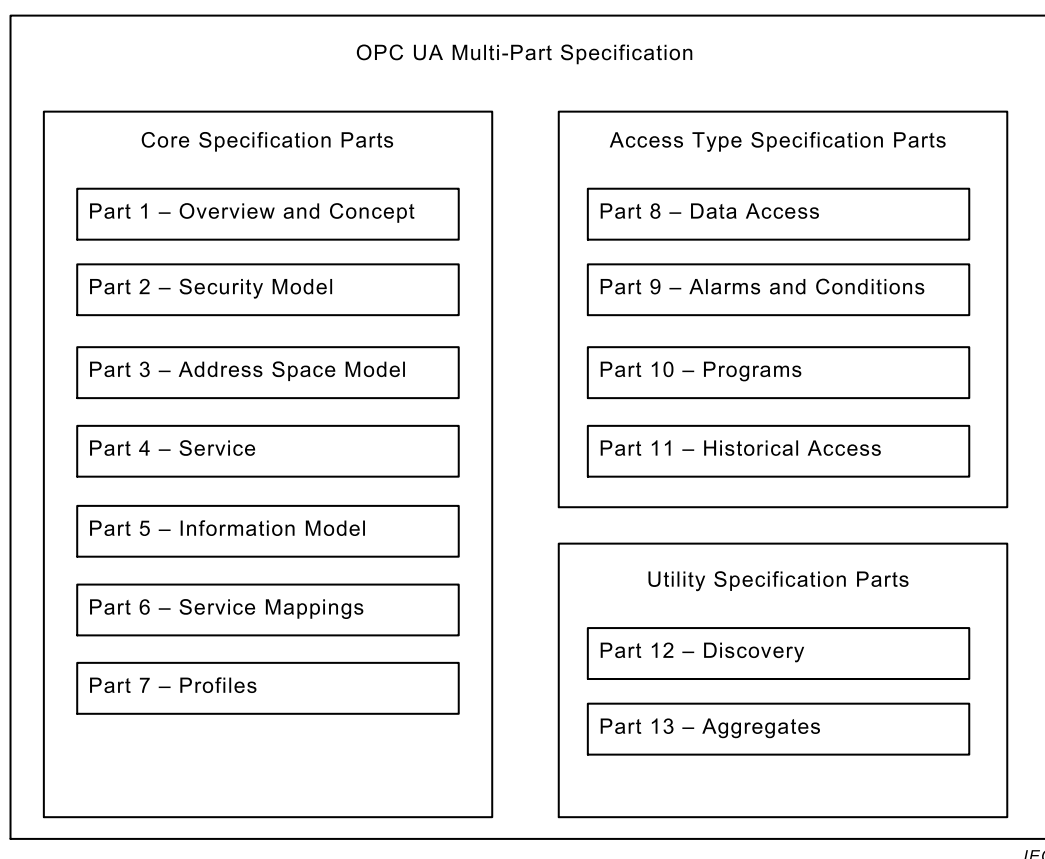 OPC UA Multi-Part Specification
Core Specification Parts
Part 1 – Overview and Concept
Part 2 – Security Model
Part 3 – Address Space Model
Part 4 – Service
Part 5 – Information Model
Part 6 – Service Mappings
Part 7 – Profiles
Access Type Specification Parts
Part 8 – Data Access
Part 9 – Alarms and Conditions
Part 10 – Programs
Part 11 – Historical Access
Utility Specification Parts
Part 12 – Discovery
Part 13 – Aggregates
IEC